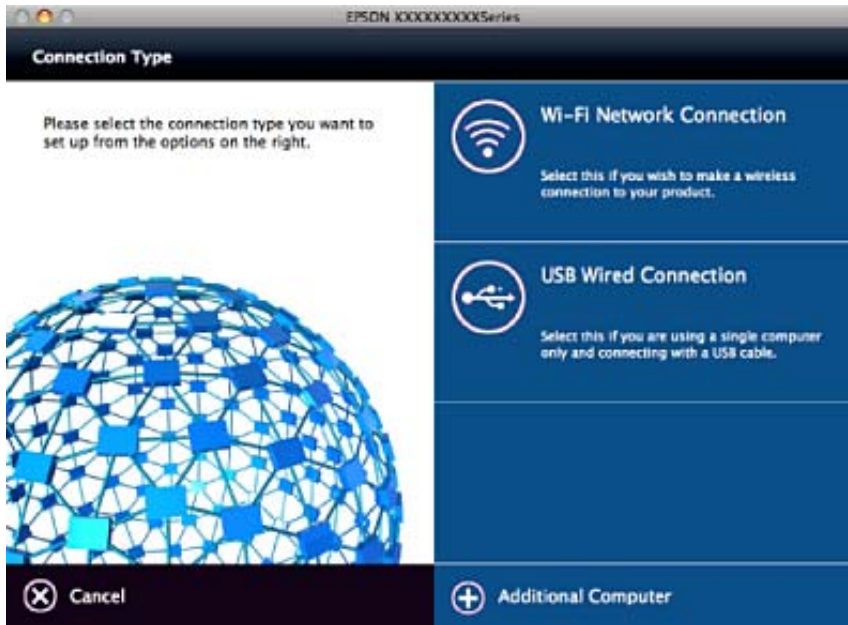 EPSON XXXXXXXXXSeries
Connection Type
Please select the connection type you want to
set up from the options on the right.
Wi-Fi Network Connection
Select this if you wish to make a wireless
connection to your product.
USB Wired Connection
Select this if you are using a single computer
only and connecting with a USB cable.
Cancel
Additional Computer